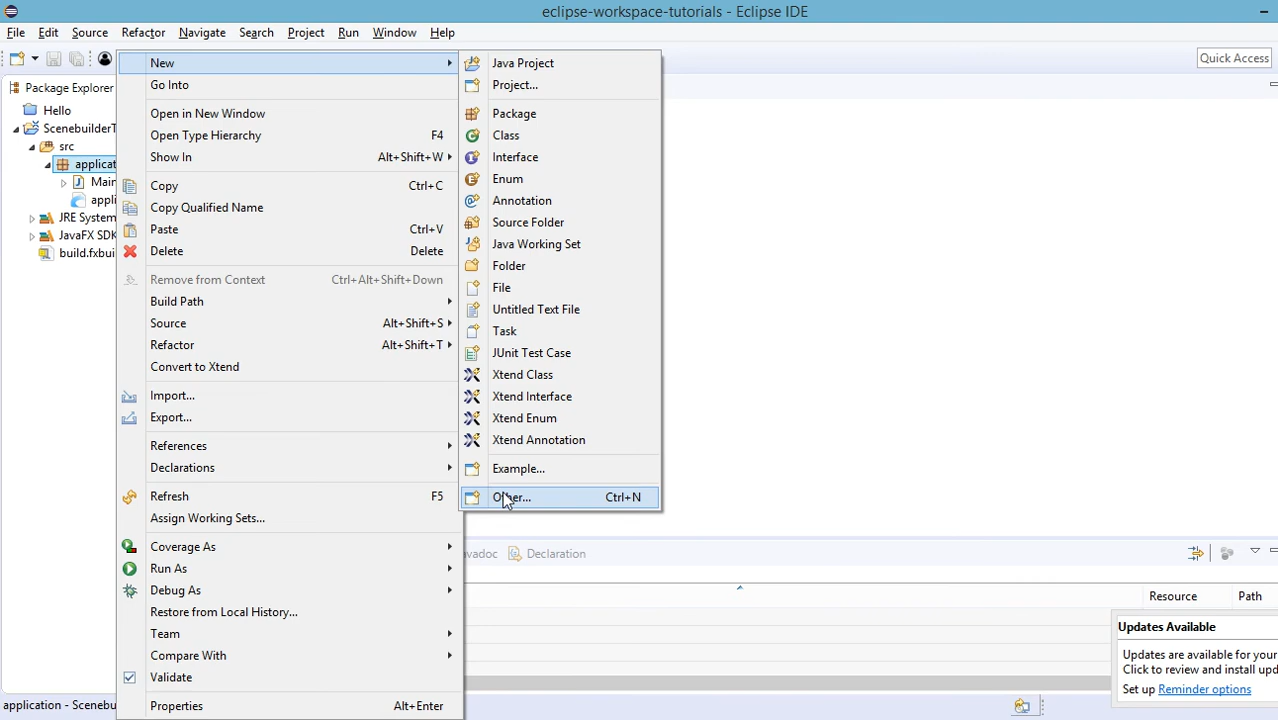 eclipse-workspace-tutorials - Eclipse IDE
File Edit Source Refactor Navigate Search Project Run Window Help
Quick Access
Package Explorer
Hello
ScenebuilderT
src
applicat
Main
appli
JRE System
JavaFX SDK
build.fxbui
New
Go Into
Open in New Window
Open Type Hierarchy F4
Show In Alt+Shift+W
Copy Ctrl+C
Copy Qualified Name
Paste Ctrl+V
Delete Delete
Remove from Context Ctrl+Alt+Shift+Down
Build Path
Source Alt+Shift+S
Refactor Alt+Shift+T
Convert to Xtend
Import...
Export...
References
Declarations
Refresh F5
Assign Working Sets...
Coverage As
Run As
Debug As
Restore from Local History...
Team
Compare With
Validate
Properties Alt+Enter
Java Project
Project...
Package
Class
Interface
Enum
Annotation
Source Folder
Java Working Set
Folder
File
Untitled Text File
Task
JUnit Test Case
Xtend Class
Xtend Interface
Xtend Enum
Xtend Annotation
Example...
Other... Ctrl+N
avadoc Declaration
Resource Path
Updates Available
Updates are available for your
Click to review and install upd
Set up Reminder options
application - Scenebu